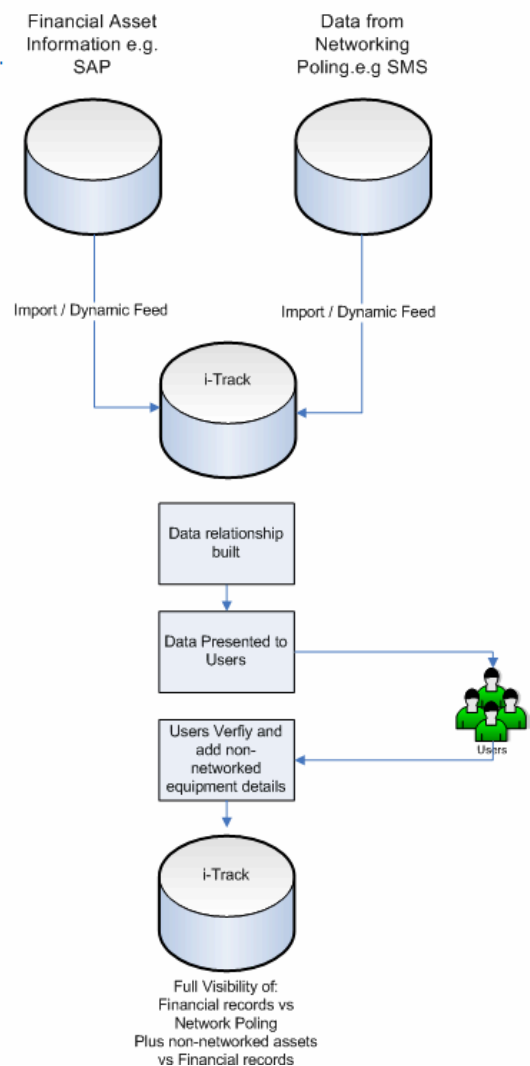 Financial Asset
Information e.g.
SAP
Data from
Networking
Poling.e.g SMS
Import / Dynamic Feed
Import / Dynamic Feed
i-Track
Data relationship
built
Data Presented to
Users
Users
Users Verfiy and
add non-
networked
equipment details
i-Track
Full Visibility of:
Financial records vs
Network Poling
Plus non-networked assets
vs Financial records